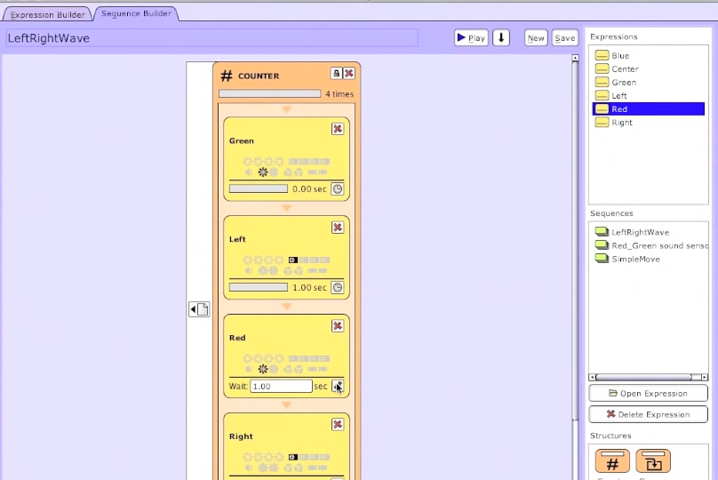 Expression Builder
Sequence Builder
LeftRightWave
Play
New
Save
Expressions
Blue
Center
Green
Left
Red
Right
# COUNTER
4 times
Green
0.00 sec
Left
1.00 sec
Red
Wait: 1.00 sec
Right
Sequences
LeftRightWave
Red_Green sound senso
SimpleMove
Open Expression
Delete Expression
Structures
#